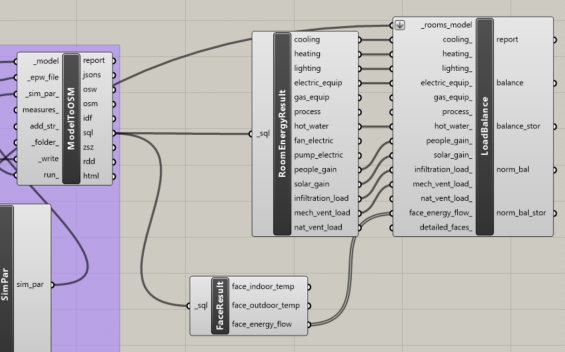 _model
_epw_file
_sim_par_
measures_
add_str_
_folder_
_write
run_
ModelToOSM
report
jsons
osw
osm
idf
sql
zsz
rdd
html
SimPar
sim_par
_sql
RoomEnergyResult
cooling
heating
lighting
electric_equip
gas_equip
process
hot_water
fan_electric
pump_electric
people_gain
solar_gain
infiltration_load
mech_vent_load
nat_vent_load
_sql
FaceResult
face_indoor_temp
face_outdoor_temp
face_energy_flow
_rooms_model
cooling_
heating_
lighting_
electric_equip_
gas_equip_
process_
hot_water_
people_gain_
solar_gain_
infiltration_load_
mech_vent_load_
nat_vent_load_
face_energy_flow_
detailed_faces_
LoadBalance
report
balance
balance_stor
norm_bal
norm_bal_stor